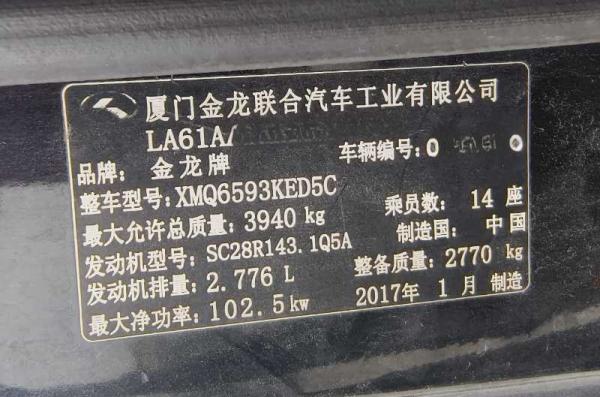 厦门金龙联合汽车工业有限公司
LA61A/
品牌: 金龙牌 车辆编号:0 0
整车型号:XMQ6593KED5C
最大允许总质量:3940 kg 乘员数: 14 座
发动机型号:SC28R143.1Q5A 制造国: 中国
发动机排量:2.776 L 整备质量:2770 kg
最大净功率:102.5kw 2017年 1 月 制造